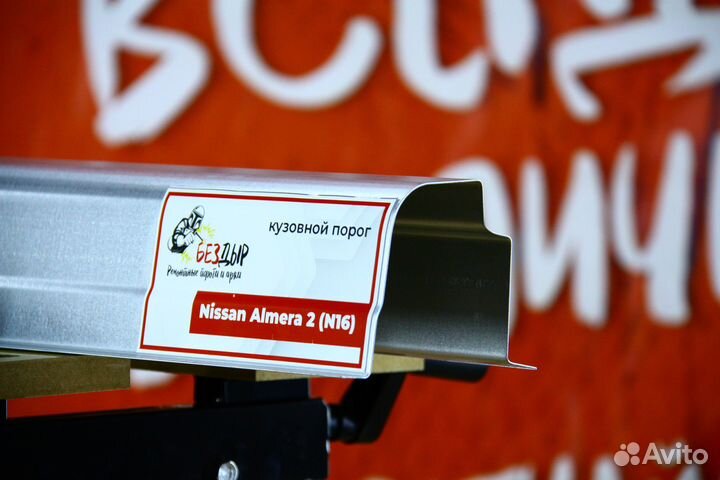 кузовной порог
БЕЗДЫР
Ремонтные пороги и арки
Nissan Almera 2 (N16)
Avito